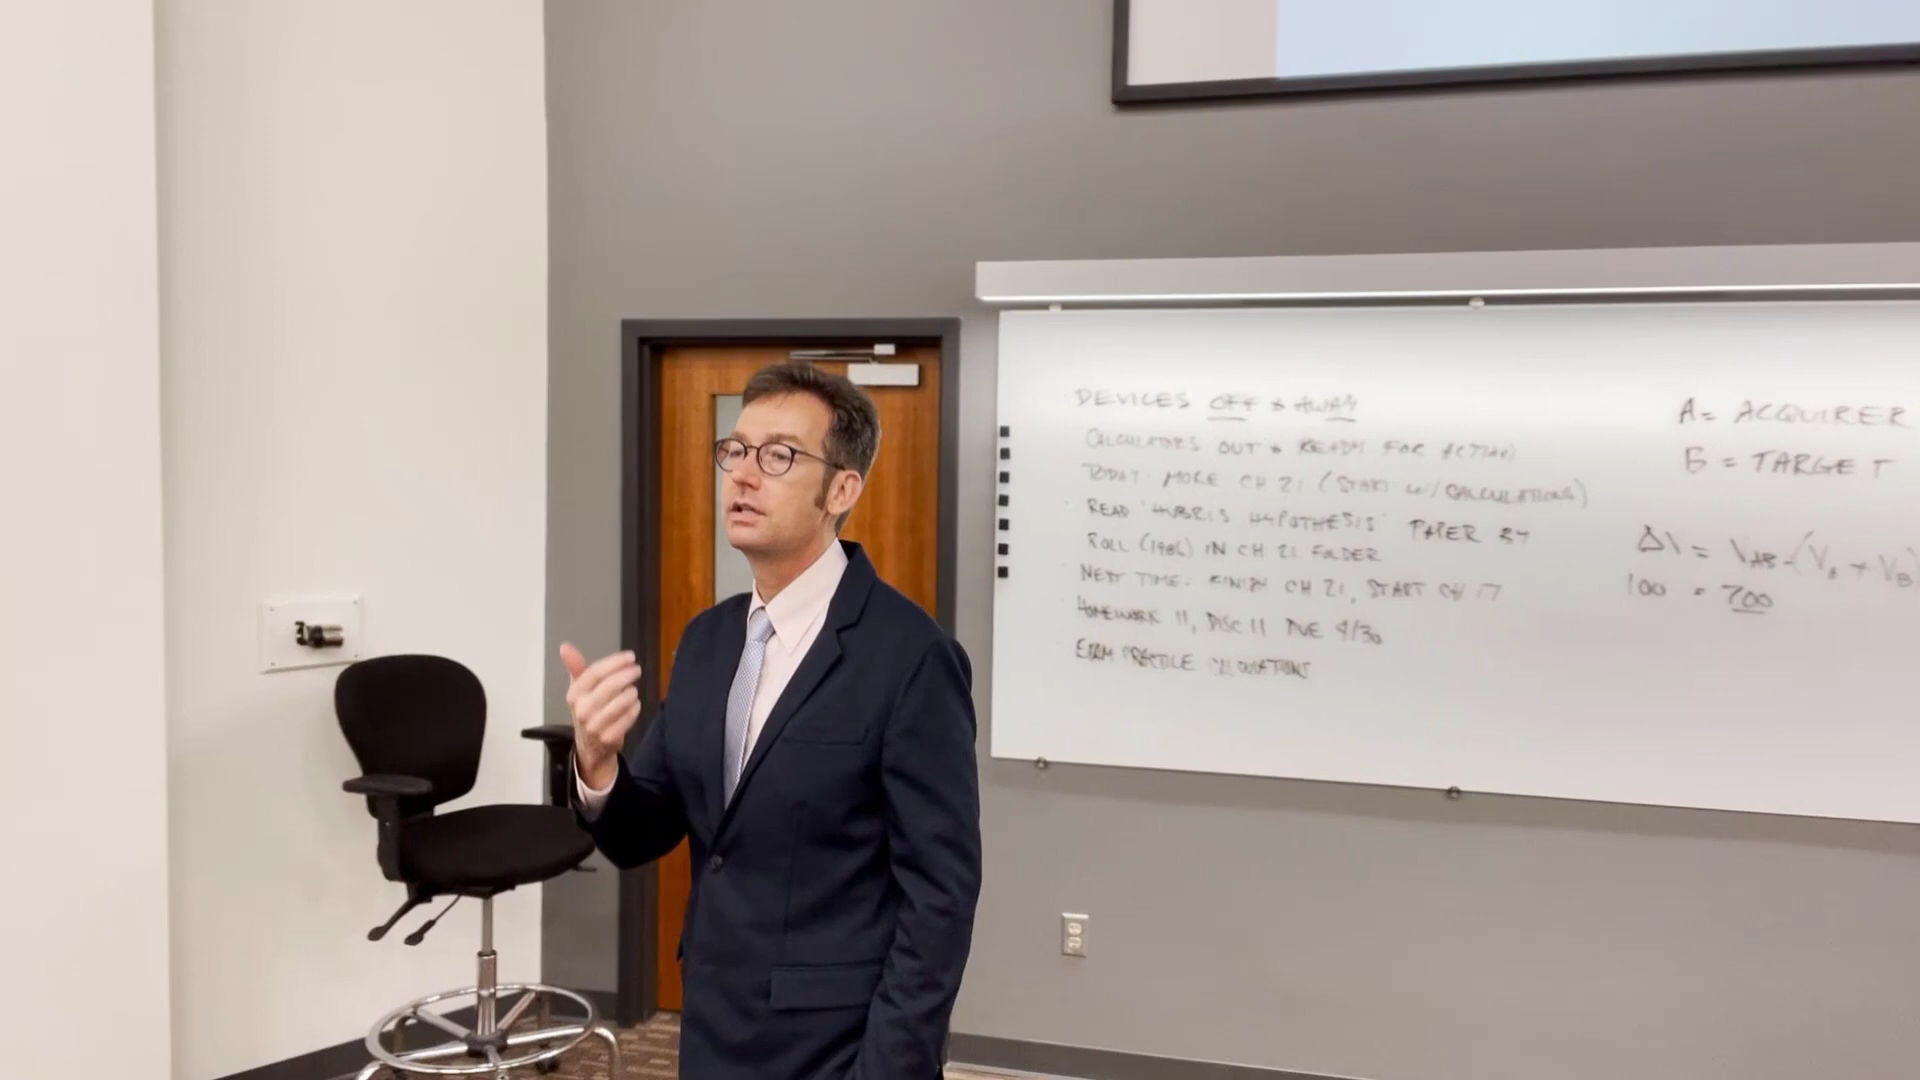 DEVICES OFF & AWAY
CALCULATORS OUT & READY FOR ACTION
TODAY: MORE CH 21 (START W/ CALCULATIONS)
READ "HUBRIS HYPOTHESIS" PAPER BY
ROLL (1986) IN CH 21 FOLDER
NEXT TIME: FINISH CH 21, START CH 17
HOMEWORK 11, DISC 11 DUE 4/30
EXAM PRACTICE CALCULATIONS
A = ACQUIRER
B = TARGET
ΔV = VAB - (VA + VB)
100 = 700